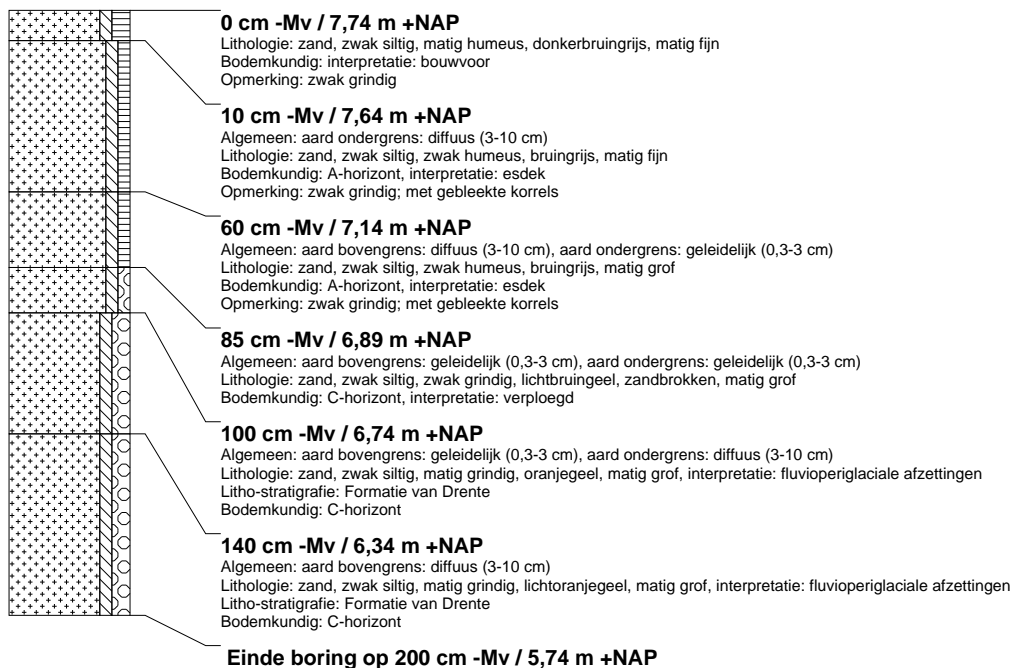 0 cm -Mv / 7,74 m +NAP
Lithologie: zand, zwak siltig, matig humeus, donkerbruingrijs, matig fijn
Bodemkundig: interpretatie: bouwvoor
Opmerking: zwak grindig
10 cm -Mv / 7,64 m +NAP
Algemeen: aard ondergrens: diffuus (3-10 cm)
Lithologie: zand, zwak siltig, zwak humeus, bruingrijs, matig fijn
Bodemkundig: A-horizont, interpretatie: esdek
Opmerking: zwak grindig; met gebleekte korrels
60 cm -Mv / 7,14 m +NAP
Algemeen: aard bovengrens: diffuus (3-10 cm), aard ondergrens: geleidelijk (0,3-3 cm)
Lithologie: zand, zwak siltig, zwak humeus, bruingrijs, matig grof
Bodemkundig: A-horizont, interpretatie: esdek
Opmerking: zwak grindig; met gebleekte korrels
85 cm -Mv / 6,89 m +NAP
Algemeen: aard bovengrens: geleidelijk (0,3-3 cm), aard ondergrens: geleidelijk (0,3-3 cm)
Lithologie: zand, zwak siltig, zwak grindig, lichtbruingeel, zandbrokken, matig grof
Bodemkundig: C-horizont, interpretatie: verploegd
100 cm -Mv / 6,74 m +NAP
Algemeen: aard bovengrens: geleidelijk (0,3-3 cm), aard ondergrens: diffuus (3-10 cm)
Lithologie: zand, zwak siltig, matig grindig, oranjegeel, matig grof, interpretatie: fluvioperiglaciale afzettingen
Litho-stratigrafie: Formatie van Drente
Bodemkundig: C-horizont
140 cm -Mv / 6,34 m +NAP
Algemeen: aard bovengrens: diffuus (3-10 cm)
Lithologie: zand, zwak siltig, matig grindig, lichtoranjegeel, matig grof, interpretatie: fluvioperiglaciale afzettingen
Litho-stratigrafie: Formatie van Drente
Bodemkundig: C-horizont
Einde boring op 200 cm -Mv / 5,74 m +NAP